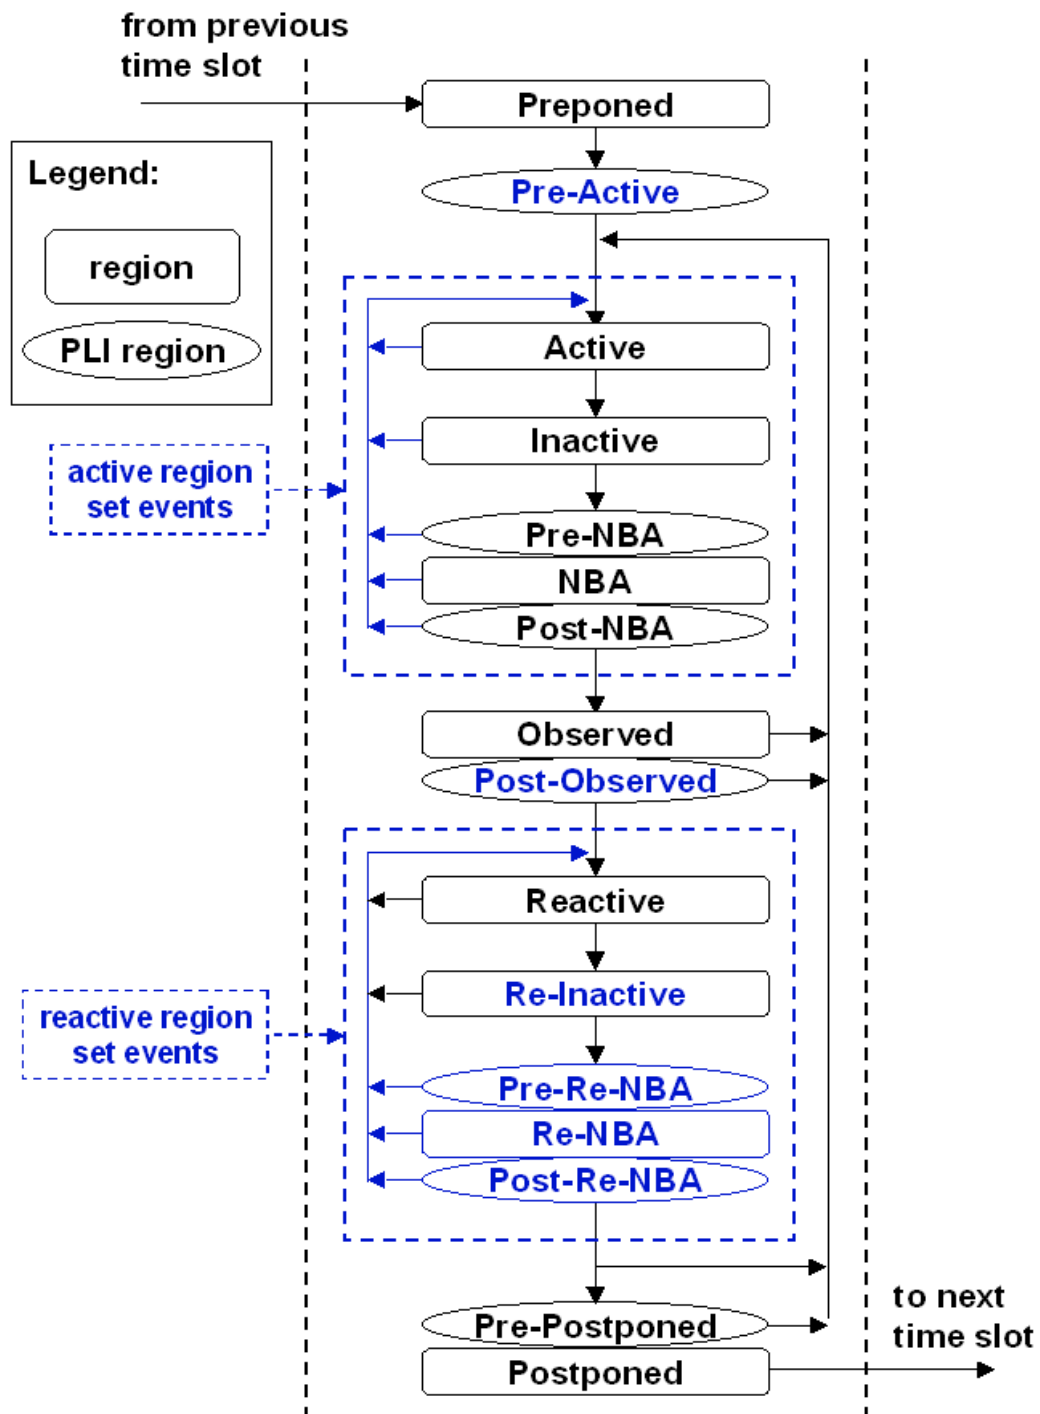 from previous
time slot
Preponed
Legend:
Pre-Active
region
PLI region
Active
Inactive
active region
set events
Pre-NBA
NBA
Post-NBA
Observed
Post-Observed
Reactive
Re-Inactive
reactive region
set events
Pre-Re-NBA
Re-NBA
Post-Re-NBA
to next
time slot
Pre-Postponed
Postponed